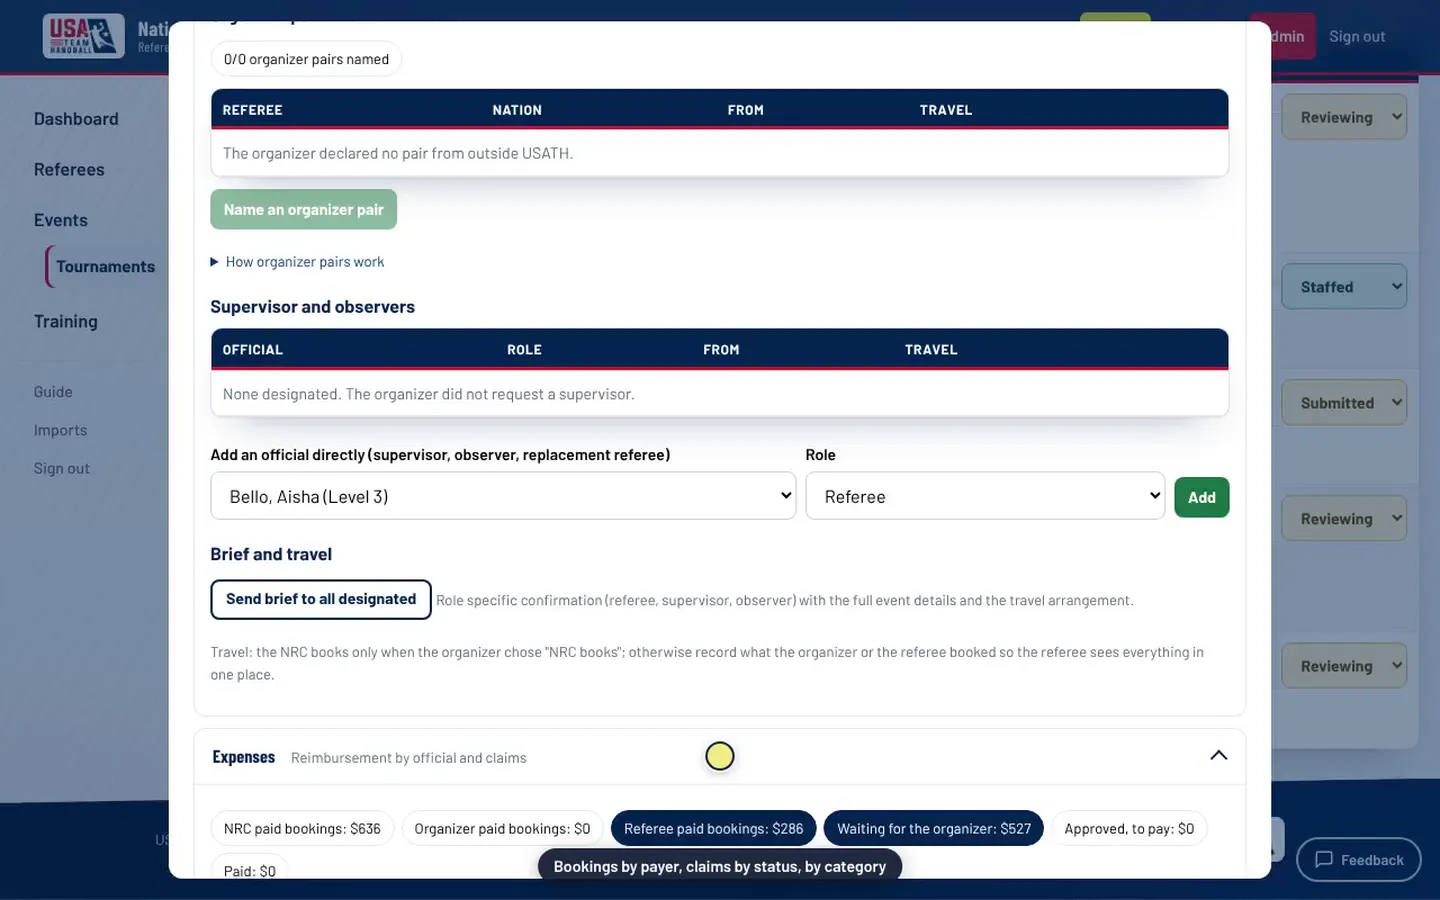 USA
TEAM
HANDBALL
Nati
Refere
dmin
Sign out
Dashboard
Referees
Events
Tournaments
Training
Guide
Imports
Sign out
0/0 organizer pairs named
REFEREE NATION FROM TRAVEL
The organizer declared no pair from outside USATH.
Name an organizer pair
How organizer pairs work
Supervisor and observers
OFFICIAL ROLE FROM TRAVEL
None designated. The organizer did not request a supervisor.
Add an official directly (supervisor, observer, replacement referee) Role
Bello, Aisha (Level 3) Referee Add
Brief and travel
Send brief to all designated Role specific confirmation (referee, supervisor, observer) with the full event details and the travel arrangement.
Travel: the NRC books only when the organizer chose "NRC books"; otherwise record what the organizer or the referee booked so the referee sees everything in
one place.
Expenses Reimbursement by official and claims
NRC paid bookings: $636 Organizer paid bookings: $0 Referee paid bookings: $286 Waiting for the organizer: $527 Approved, to pay: $0
Paid: $0
Bookings by payer, claims by status, by category
Reviewing
Staffed
Submitted
Reviewing
Reviewing
US
Feedback